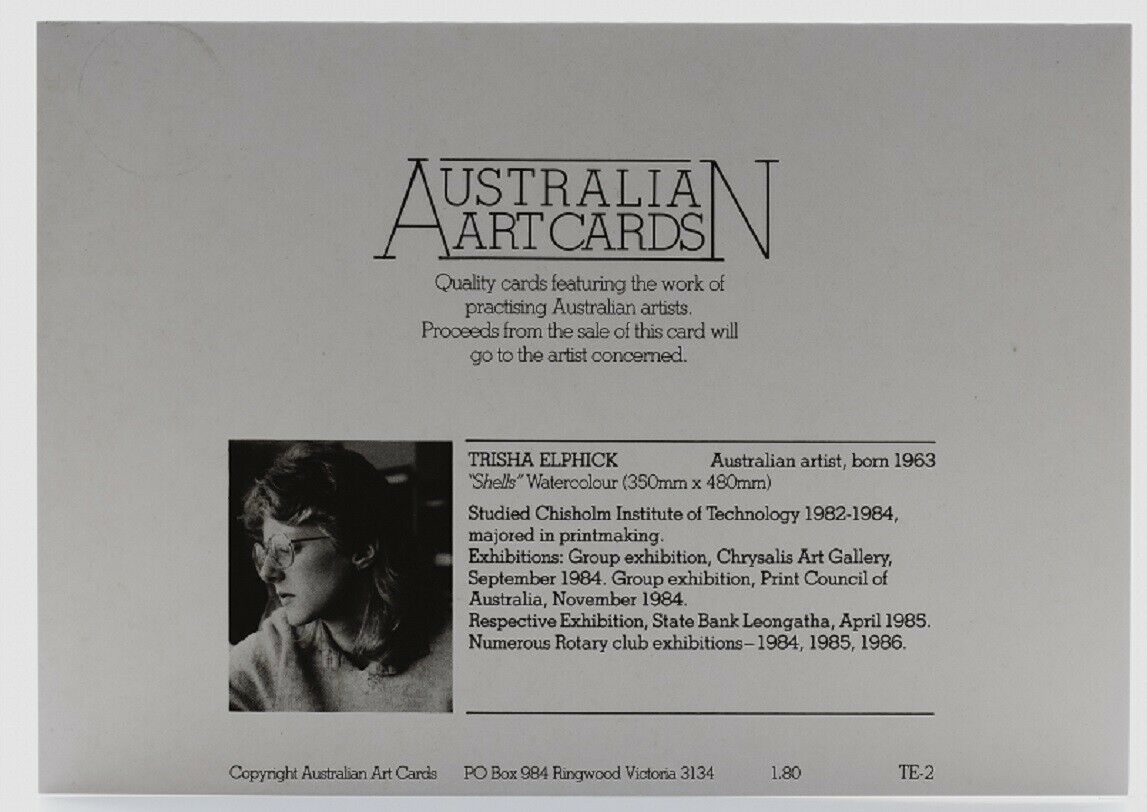 AUSTRALIAN
ART CARDS
Quality cards featuring the work of
practising Australian artists.
Proceeds from the sale of this card will
go to the artist concerned.
TRISHA ELPHICK Australian artist, born 1963
"Shells" Watercolour (350mm x 480mm)
Studied Chisholm Institute of Technology 1982-1984,
majored in printmaking.
Exhibitions: Group exhibition, Chrysalis Art Gallery,
September 1984. Group exhibition, Print Council of
Australia, November 1984.
Respective Exhibition, State Bank Leongatha, April 1985.
Numerous Rotary club exhibitions–1984, 1985, 1986.
Copyright Australian Art Cards PO Box 984 Ringwood Victoria 3134 1.80 TE-2